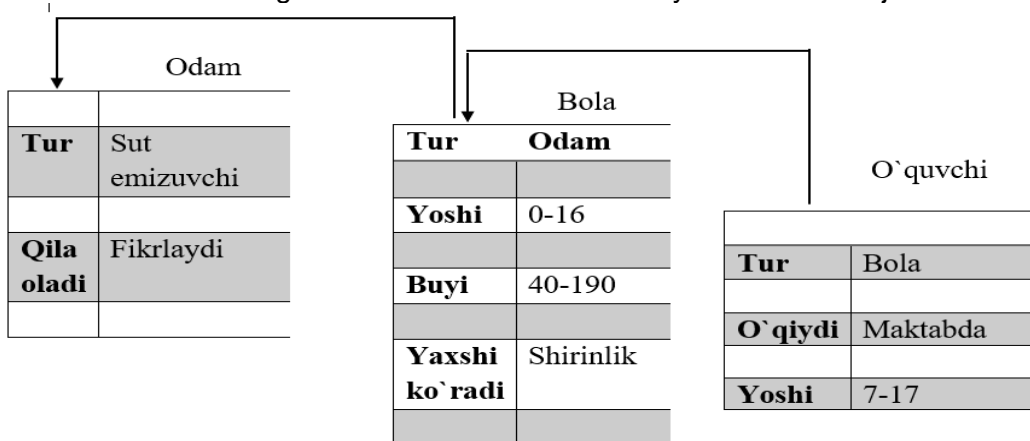 Odam
Tur Sut
emizuvchi
Qila Fikrlaydi
oladi
Bola
Tur Odam
Yoshi 0-16
Buyi 40-190
Yaxshi Shirinlik
ko`radi
O`quvchi
Tur Bola
O`qiydi Maktabda
Yoshi 7-17